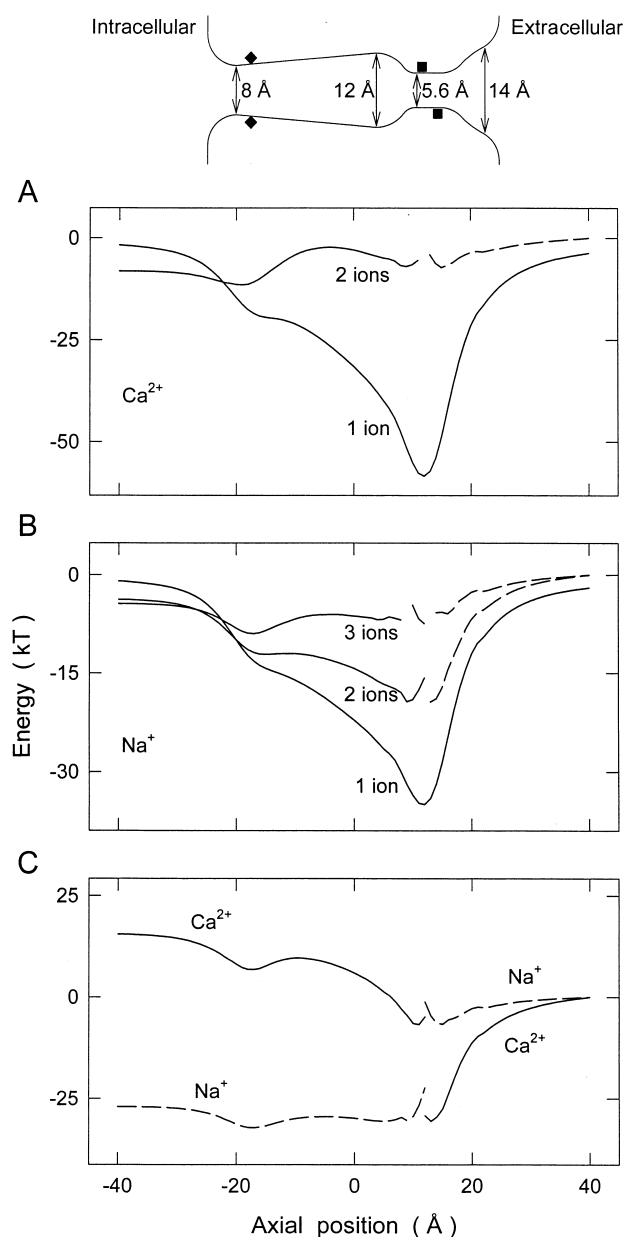 Intracellular
Extracellular
8 Å
12 Å
5.6 Å
14 Å
A
0
-25
-50
2 ions
1 ion
Ca²⁺
B
0
-15
-30
3 ions
2 ions
1 ion
Na⁺
Energy ( kT )
C
25
0
-25
Ca²⁺
Na⁺
Ca²⁺
Na⁺
-40
-20
0
20
40
Axial position ( Å )